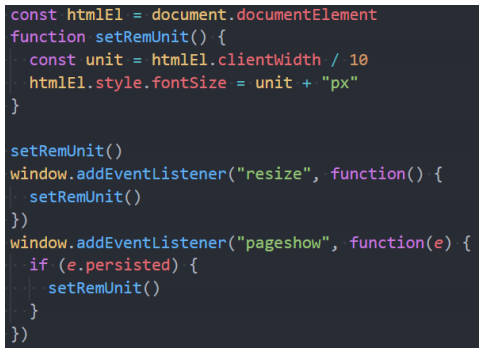 const htmlEl = document.documentElement
function setRemUnit() {
  const unit = htmlEl.clientWidth / 10
  htmlEl.style.fontSize = unit + "px"
}

setRemUnit()
window.addEventListener("resize", function() {
  setRemUnit()
})
window.addEventListener("pageshow", function(e) {
  if (e.persisted) {
    setRemUnit()
  }
})